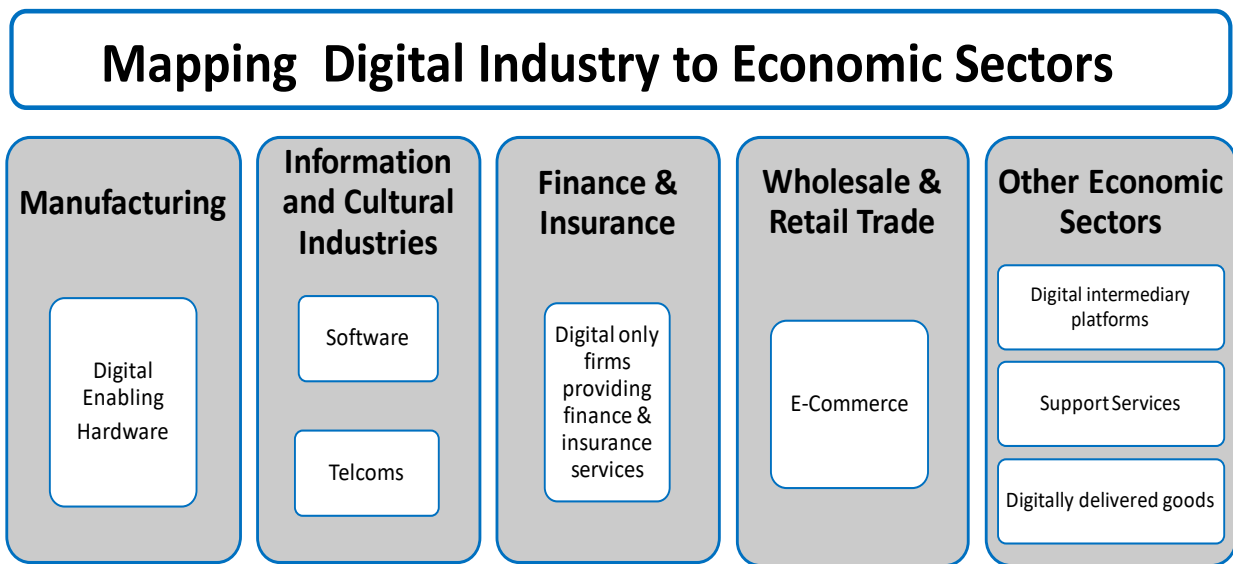 Mapping Digital Industry to Economic Sectors
Manufacturing
Digital
Enabling
Hardware
Information
and Cultural
Industries
Software
Telcoms
Finance &
Insurance
Digital only
firms
providing
finance &
insurance
services
Wholesale &
Retail Trade
E-Commerce
Other Economic
Sectors
Digital intermediary
platforms
Support Services
Digitally delivered goods